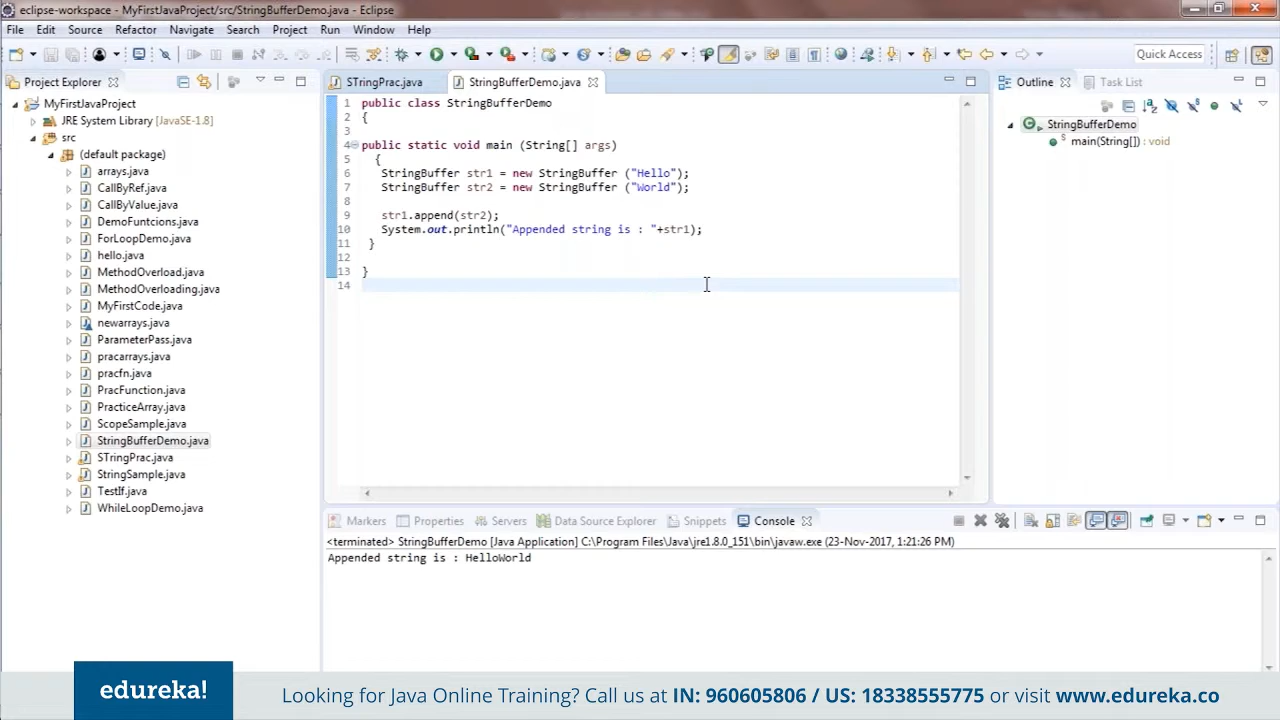 eclipse-workspace - MyFirstJavaProject/src/StringBufferDemo.java - Eclipse
File Edit Source Refactor Navigate Search Project Run Window Help
Quick Access
Project Explorer
MyFirstJavaProject
JRE System Library [JavaSE-1.8]
src
(default package)
arrays.java
CallByRef.java
CallByValue.java
DemoFuntcions.java
ForLoopDemo.java
hello.java
MethodOverload.java
MethodOverloading.java
MyFirstCode.java
newarrays.java
ParameterPass.java
pracarrays.java
pracfn.java
PracFunction.java
PracticeArray.java
ScopeSample.java
StringBufferDemo.java
STringPrac.java
StringSample.java
TestIf.java
WhileLoopDemo.java
STringPrac.java StringBufferDemo.java
1 public class StringBufferDemo
2 {
3
4 public static void main (String[] args)
5 {
6 StringBuffer str1 = new StringBuffer ("Hello");
7 StringBuffer str2 = new StringBuffer ("World");
8
9 str1.append(str2);
10 System.out.println("Appended string is : "+str1);
11 }
12
13 }
14
Outline Task List
StringBufferDemo
S main(String[]) : void
Markers Properties Servers Data Source Explorer Snippets Console
<terminated> StringBufferDemo [Java Application] C:\Program Files\Java\jre1.8.0_151\bin\javaw.exe (23-Nov-2017, 1:21:26 PM)
Appended string is : HelloWorld
edureka!
Looking for Java Online Training? Call us at IN: 960605806 / US: 18338555775 or visit www.edureka.co